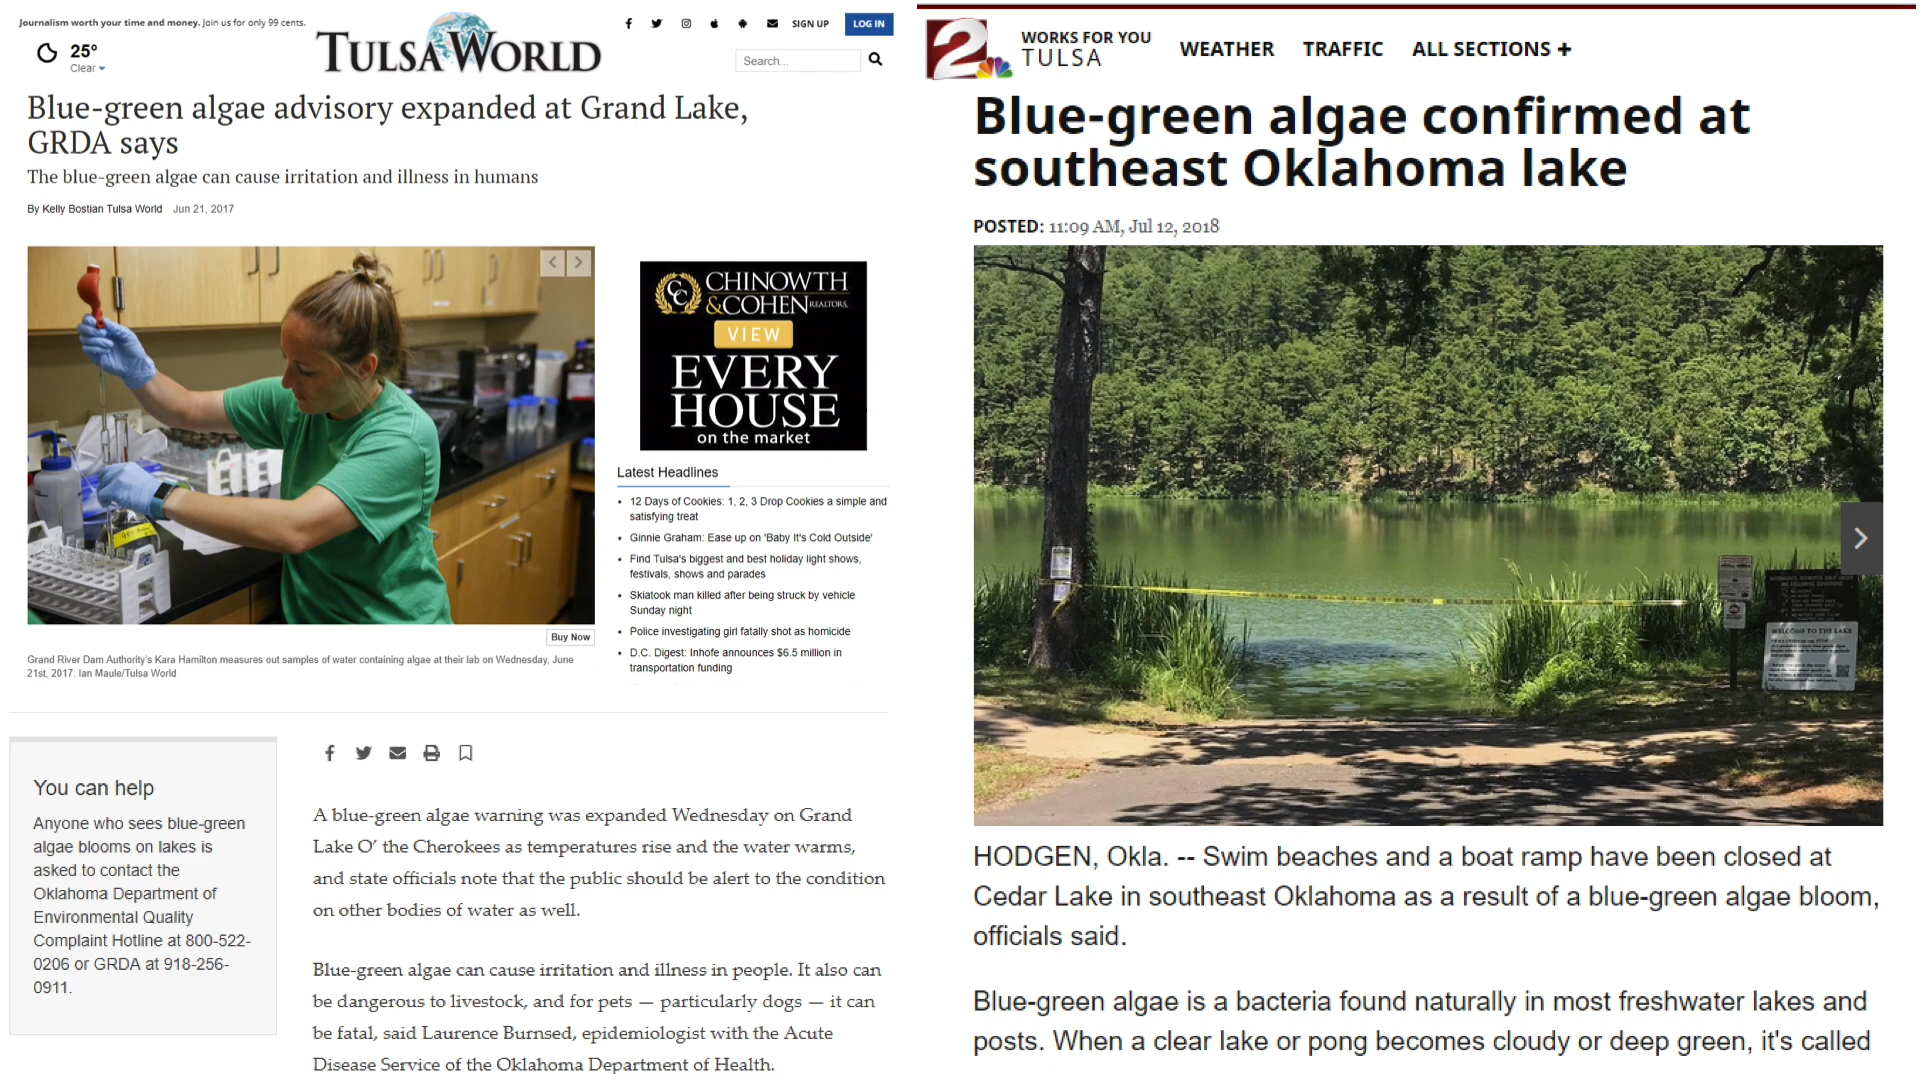 Journalism worth your time and money. Join us for only 99 cents.
SIGN UP
LOG IN
25°
Clear
TULSA WORLD
Search...
Blue-green algae advisory expanded at Grand Lake,
GRDA says
The blue-green algae can cause irritation and illness in humans
By Kelly Bostian Tulsa World Jun 21, 2017
CHINOWTH
&COHEN REALTORS.
VIEW
EVERY
HOUSE
on the market
Latest Headlines
12 Days of Cookies: 1, 2, 3 Drop Cookies a simple and
satisfying treat
Ginnie Graham: Ease up on 'Baby It's Cold Outside'
Find Tulsa's biggest and best holiday light shows,
festivals, shows and parades
Skiatook man killed after being struck by vehicle
Sunday night
Police investigating girl fatally shot as homicide
D.C. Digest: Inhofe announces $6.5 million in
transportation funding
Buy Now
Grand River Dam Authority's Kara Hamilton measures out samples of water containing algae at their lab on Wednesday, June
21st, 2017. Ian Maule/Tulsa World
You can help
Anyone who sees blue-green
algae blooms on lakes is
asked to contact the
Oklahoma Department of
Environmental Quality
Complaint Hotline at 800-522-
0206 or GRDA at 918-256-
0911.
A blue-green algae warning was expanded Wednesday on Grand
Lake O' the Cherokees as temperatures rise and the water warms,
and state officials note that the public should be alert to the condition
on other bodies of water as well.
Blue-green algae can cause irritation and illness in people. It also can
be dangerous to livestock, and for pets — particularly dogs — it can
be fatal, said Laurence Burnsed, epidemiologist with the Acute
Disease Service of the Oklahoma Department of Health.
2
WORKS FOR YOU
TULSA
WEATHER
TRAFFIC
ALL SECTIONS +
Blue-green algae confirmed at
southeast Oklahoma lake
POSTED: 11:09 AM, Jul 12, 2018
WELCOME TO THE LAKE
HODGEN, Okla. -- Swim beaches and a boat ramp have been closed at
Cedar Lake in southeast Oklahoma as a result of a blue-green algae bloom,
officials said.
Blue-green algae is a bacteria found naturally in most freshwater lakes and
posts. When a clear lake or pong becomes cloudy or deep green, it's called